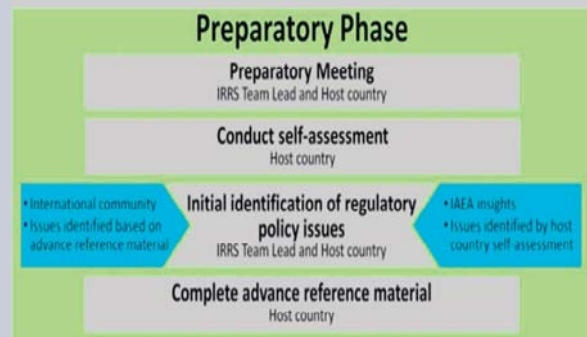 Preparatory Phase
Preparatory Meeting
IRRS Team Lead and Host country
Conduct self-assessment
Host country
• International community
• Issues identified based on
advance reference material
Initial identification of regulatory
policy issues
IRRS Team Lead and Host country
• IAEA insights
• Issues identified by host
country self-assessment
Complete advance reference material
Host country